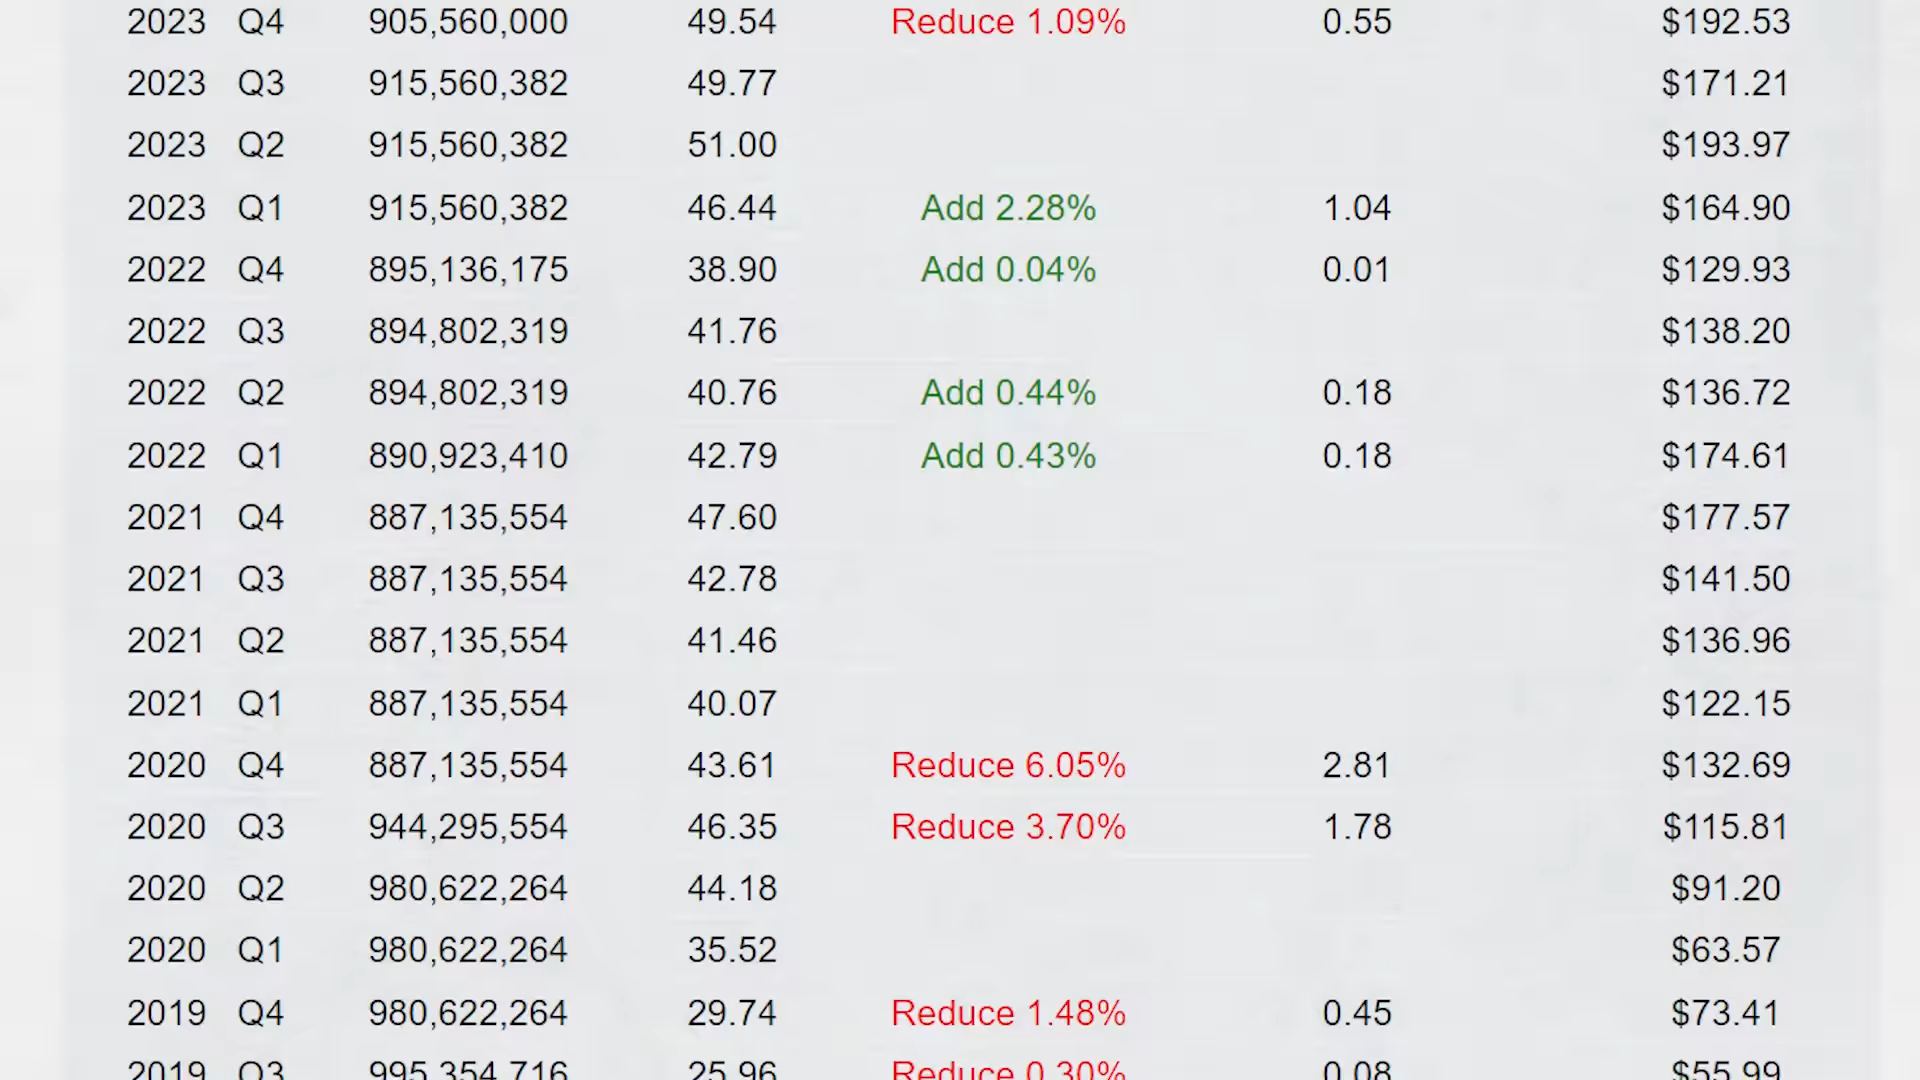 2023 Q4 905,560,000 49.54 Reduce 1.09% 0.55 $192.53
2023 Q3 915,560,382 49.77 $171.21
2023 Q2 915,560,382 51.00 $193.97
2023 Q1 915,560,382 46.44 Add 2.28% 1.04 $164.90
2022 Q4 895,136,175 38.90 Add 0.04% 0.01 $129.93
2022 Q3 894,802,319 41.76 $138.20
2022 Q2 894,802,319 40.76 Add 0.44% 0.18 $136.72
2022 Q1 890,923,410 42.79 Add 0.43% 0.18 $174.61
2021 Q4 887,135,554 47.60 $177.57
2021 Q3 887,135,554 42.78 $141.50
2021 Q2 887,135,554 41.46 $136.96
2021 Q1 887,135,554 40.07 $122.15
2020 Q4 887,135,554 43.61 Reduce 6.05% 2.81 $132.69
2020 Q3 944,295,554 46.35 Reduce 3.70% 1.78 $115.81
2020 Q2 980,622,264 44.18 $91.20
2020 Q1 980,622,264 35.52 $63.57
2019 Q4 980,622,264 29.74 Reduce 1.48% 0.45 $73.41
2019 Q3 995,354,716 25.96 Reduce 0.30% 0.08 $55.99